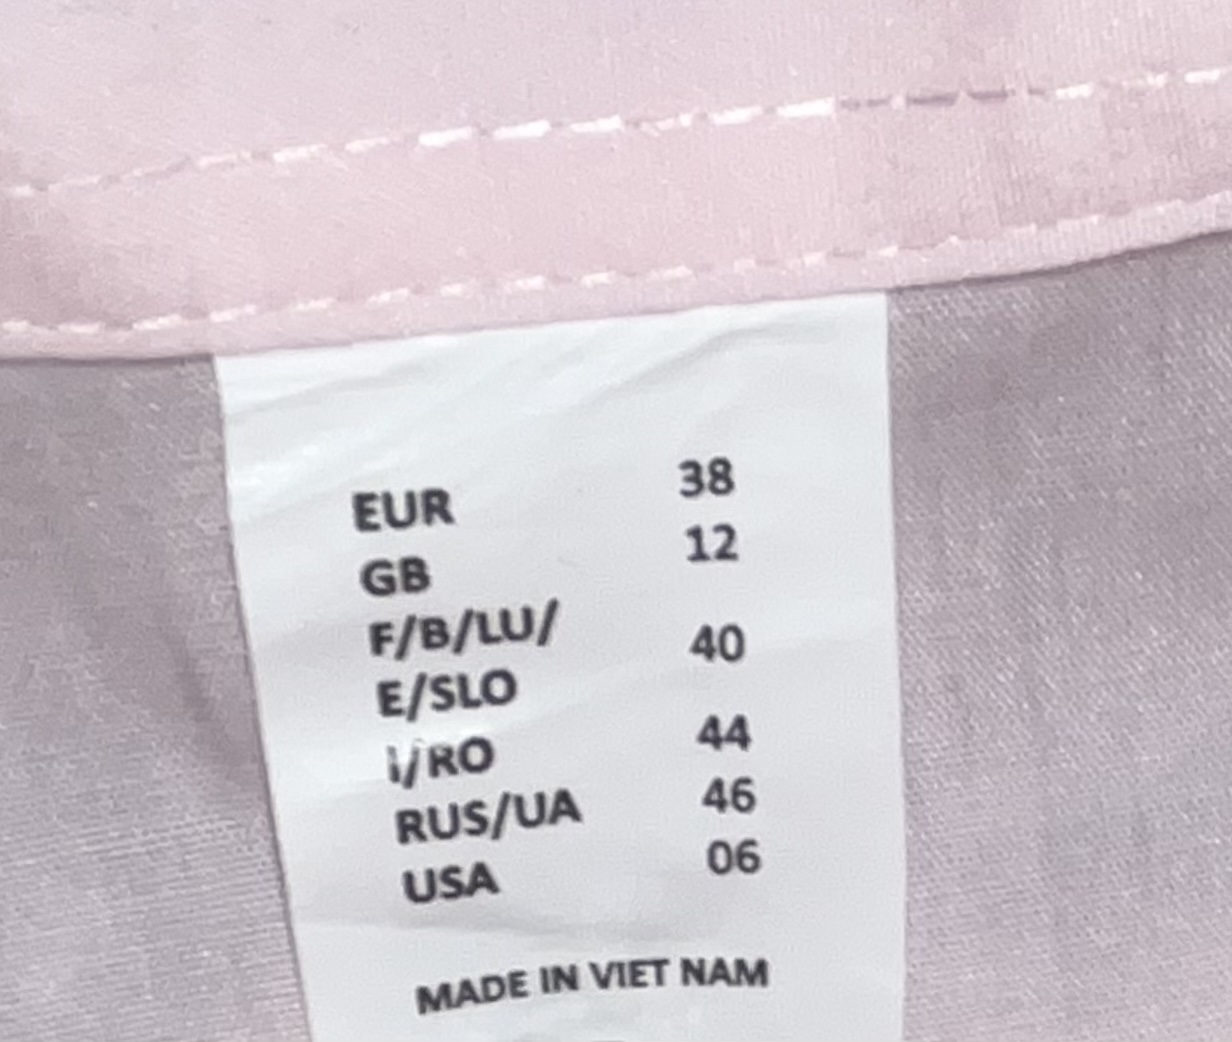 EUR 38
GB 12
F/B/LU/
E/SLO 40
I/RO 44
RUS/UA 46
USA 06
MADE IN VIET NAM